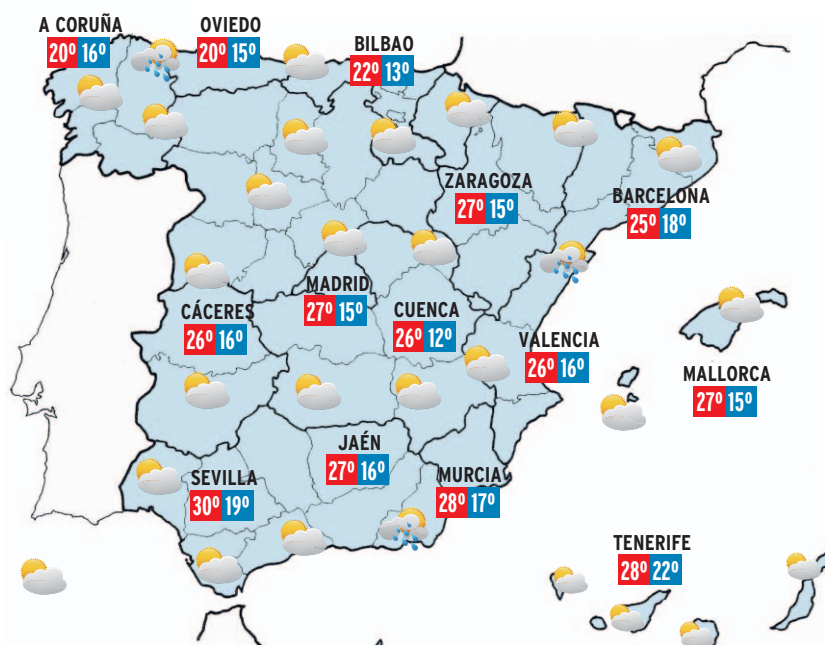 A CORUÑA
20º 16º
OVIEDO
20º 15º
BILBAO
22º 13º
ZARAGOZA
27º 15º
BARCELONA
25º 18º
MADRID
27º 15º
CÁCERES
26º 16º
CUENCA
26º 12º
VALENCIA
26º 16º
MALLORCA
27º 15º
JAÉN
27º 16º
SEVILLA
30º 19º
MURCIA
28º 17º
TENERIFE
28º 22º